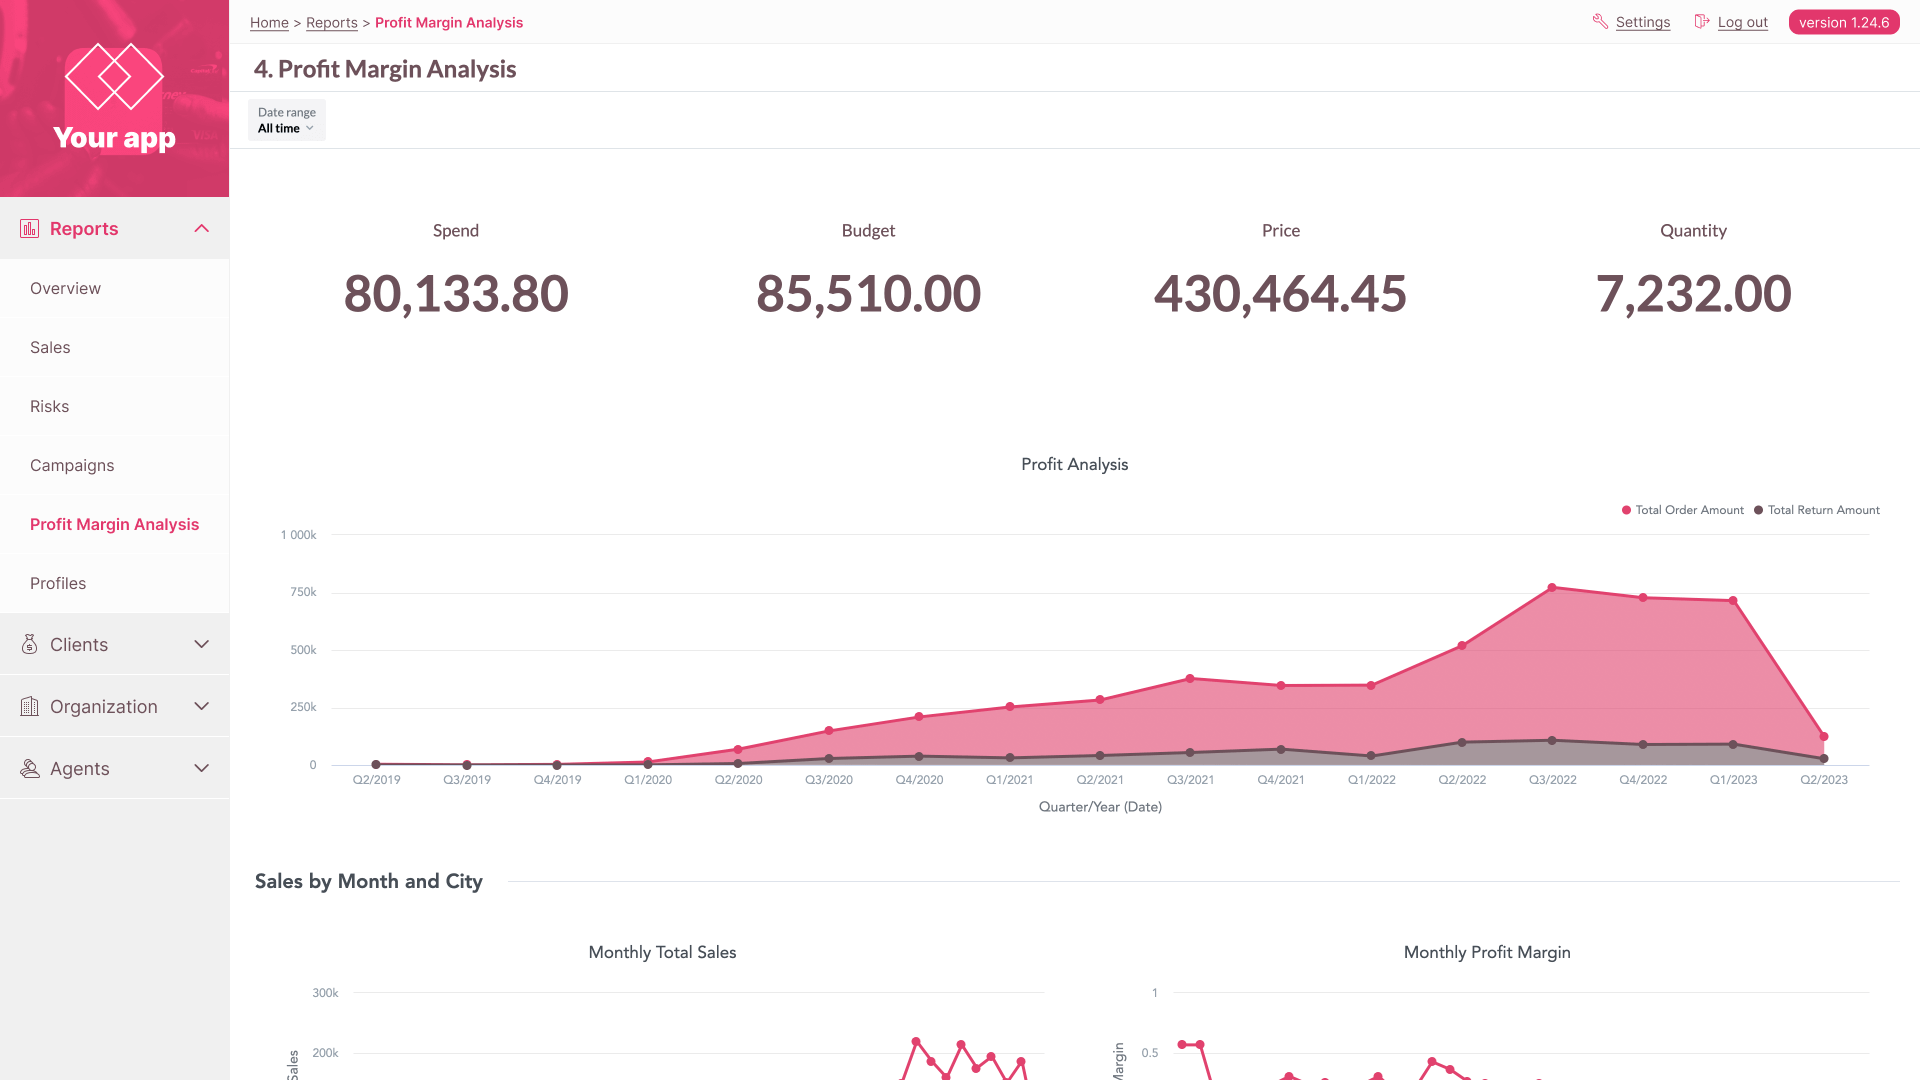 Home > Reports > Profit Margin Analysis
Settings
Log out
version 1.24.6
Your app
4. Profit Margin Analysis
Date range
All time
Reports
Overview
Sales
Risks
Campaigns
Profit Margin Analysis
Profiles
Clients
Organization
Agents
Spend
80,133.80
Budget
85,510.00
Price
430,464.45
Quantity
7,232.00
Profit Analysis
Total Order Amount
Total Return Amount
1 000k
750k
500k
250k
0
Q2/2019 Q3/2019 Q4/2019 Q1/2020 Q2/2020 Q3/2020 Q4/2020 Q1/2021 Q2/2021 Q3/2021 Q4/2021 Q1/2022 Q2/2022 Q3/2022 Q4/2022 Q1/2023 Q2/2023
Quarter/Year (Date)
Sales by Month and City
Monthly Total Sales
300k
200k
Sales
Monthly Profit Margin
1
0.5
Margin